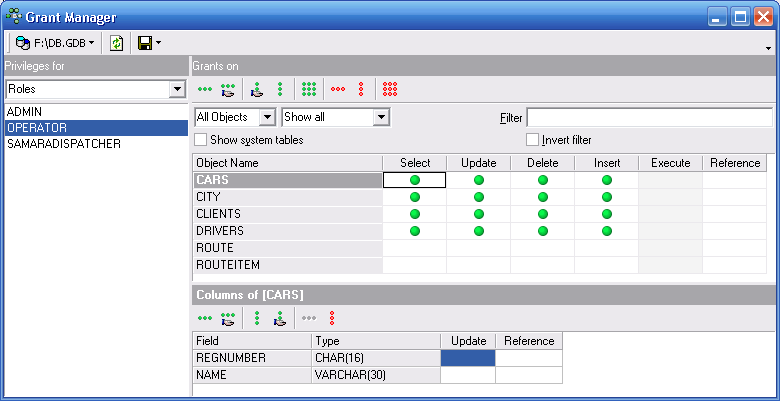 Grant Manager
F:\DB.GDB
Privileges for
Roles
ADMIN
OPERATOR
SAMARADISPATCHER
Grants on
All Objects Show all Filter
Show system tables Invert filter
Object Name Select Update Delete Insert Execute Reference
CARS
CITY
CLIENTS
DRIVERS
ROUTE
ROUTEITEM
Columns of [CARS]
Field Type Update Reference
REGNUMBER CHAR(16)
NAME VARCHAR(30)